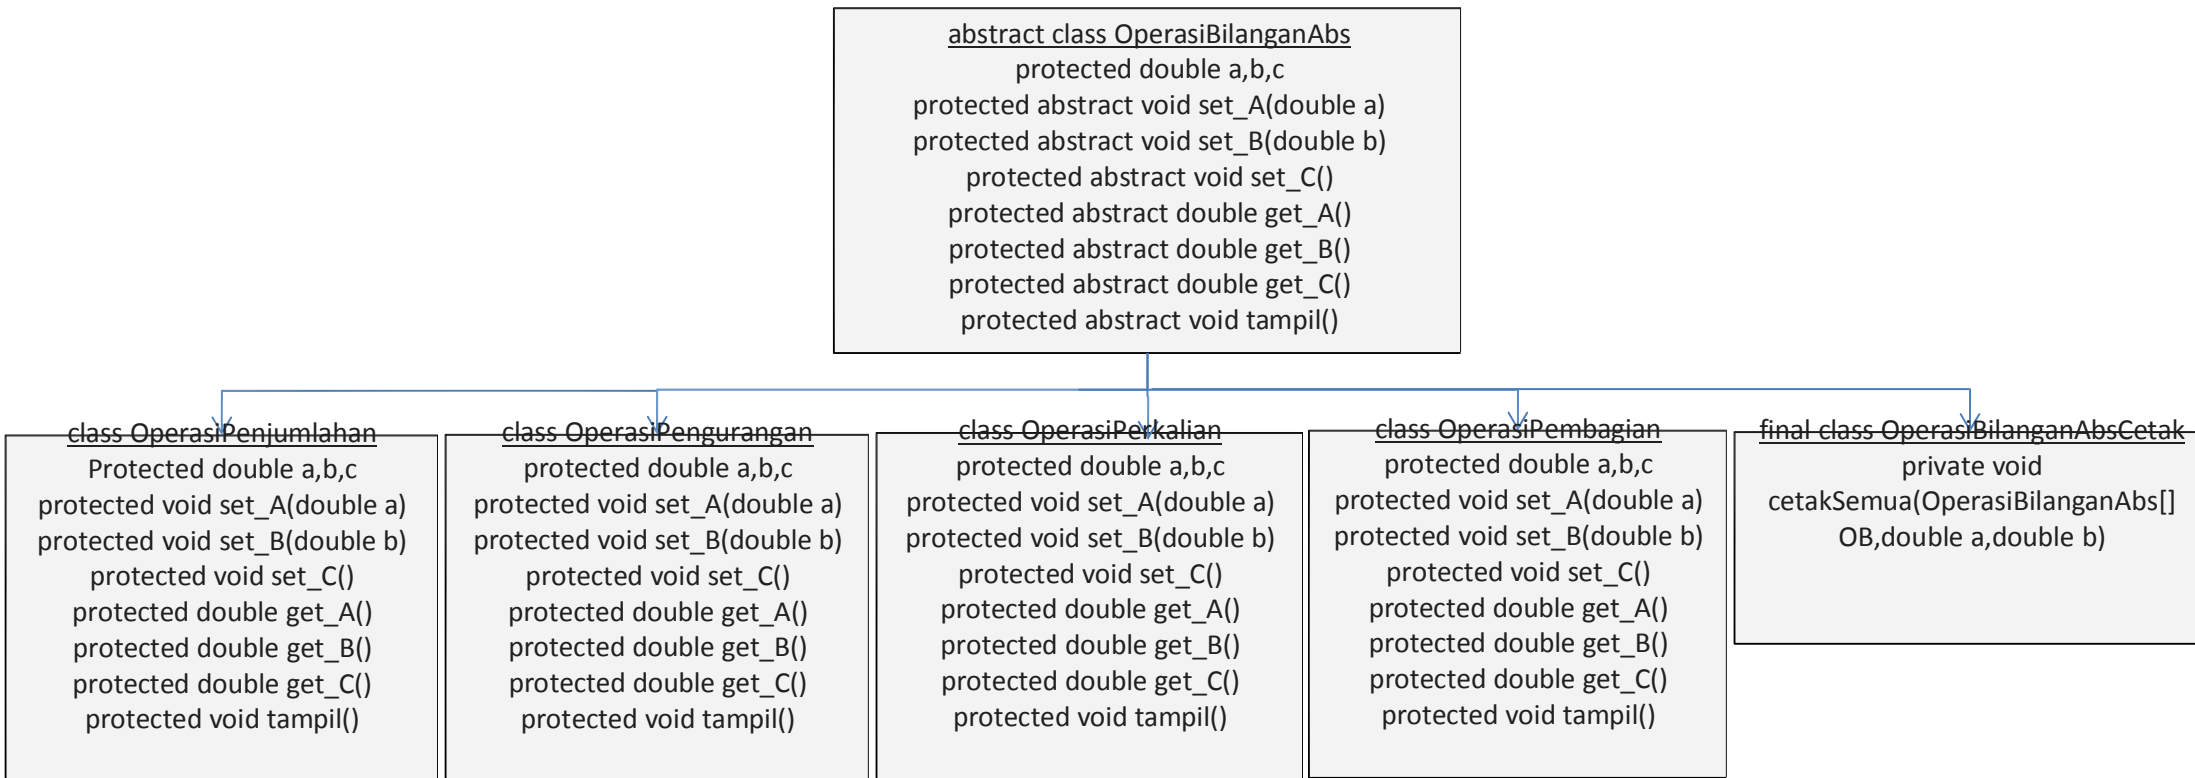 abstract class OperasiBilanganAbs
protected double a,b,c
protected abstract void set_A(double a)
protected abstract void set_B(double b)
protected abstract void set_C()
protected abstract double get_A()
protected abstract double get_B()
protected abstract double get_C()
protected abstract void tampil()
class OperasiPenjumlahan
Protected double a,b,c
protected void set_A(double a)
protected void set_B(double b)
protected void set_C()
protected double get_A()
protected double get_B()
protected double get_C()
protected void tampil()
class OperasiPengurangan
protected double a,b,c
protected void set_A(double a)
protected void set_B(double b)
protected void set_C()
protected double get_A()
protected double get_B()
protected double get_C()
protected void tampil()
class OperasiPerkalian
protected double a,b,c
protected void set_A(double a)
protected void set_B(double b)
protected void set_C()
protected double get_A()
protected double get_B()
protected double get_C()
protected void tampil()
class OperasiPembagian
protected double a,b,c
protected void set_A(double a)
protected void set_B(double b)
protected void set_C()
protected double get_A()
protected double get_B()
protected double get_C()
protected void tampil()
final class OperasiBilanganAbsCetak
private void
cetakSemua(OperasiBilanganAbs[]
OB,double a,double b)